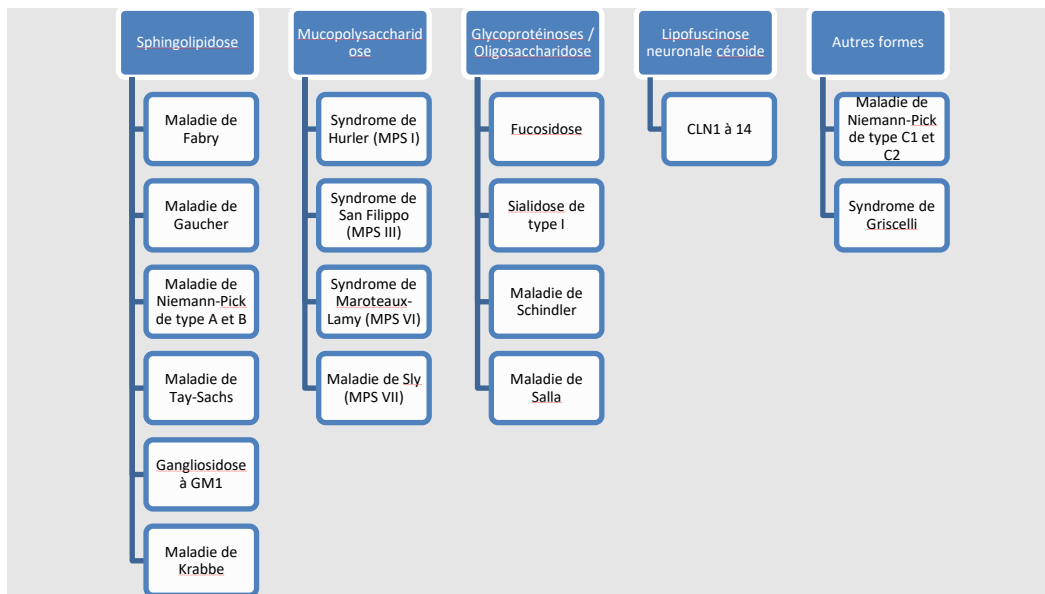 Sphingolipidose
Maladie de
Fabry
Maladie de
Gaucher
Maladie de
Niemann-Pick
de type A et B
Maladie de
Tay-Sachs
Gangliosidose
à GM1
Maladie de
Krabbe
Mucopolysaccharid
ose
Syndrome de
Hurler (MPS I)
Syndrome de
San Filippo
(MPS III)
Syndrome de
Maroteaux-
Lamy (MPS VI)
Maladie de Sly
(MPS VII)
Glycoprotéinoses /
Oligosaccharidose
Fucosidose
Sialidose de
type I
Maladie de
Schindler
Maladie de
Salla
Lipofuscinose
neuronale céroide
CLN1 à 14
Autres formes
Maladie de
Niemann-Pick
de type C1 et
C2
Syndrome de
Griscelli